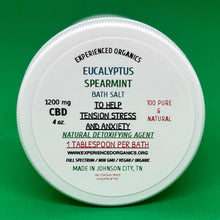 EXPERIENCED ORGANICS
EUCALYPTUS
SPEARMINT
BATH SALT
1200 mg
CBD
4 oz.
TO HELP
TENSION STRESS
AND ANXIETY
100 PURE
&
NATURAL
NATURAL DETOXIFYING AGENT
1 TABLESPOON PER BATH
WWW.EXPERIENCEDORGANICS.ORG
FULL SPECTRUM / NON GMO / VEGAN / ORGANIC
MADE IN JOHNSON CITY, TN